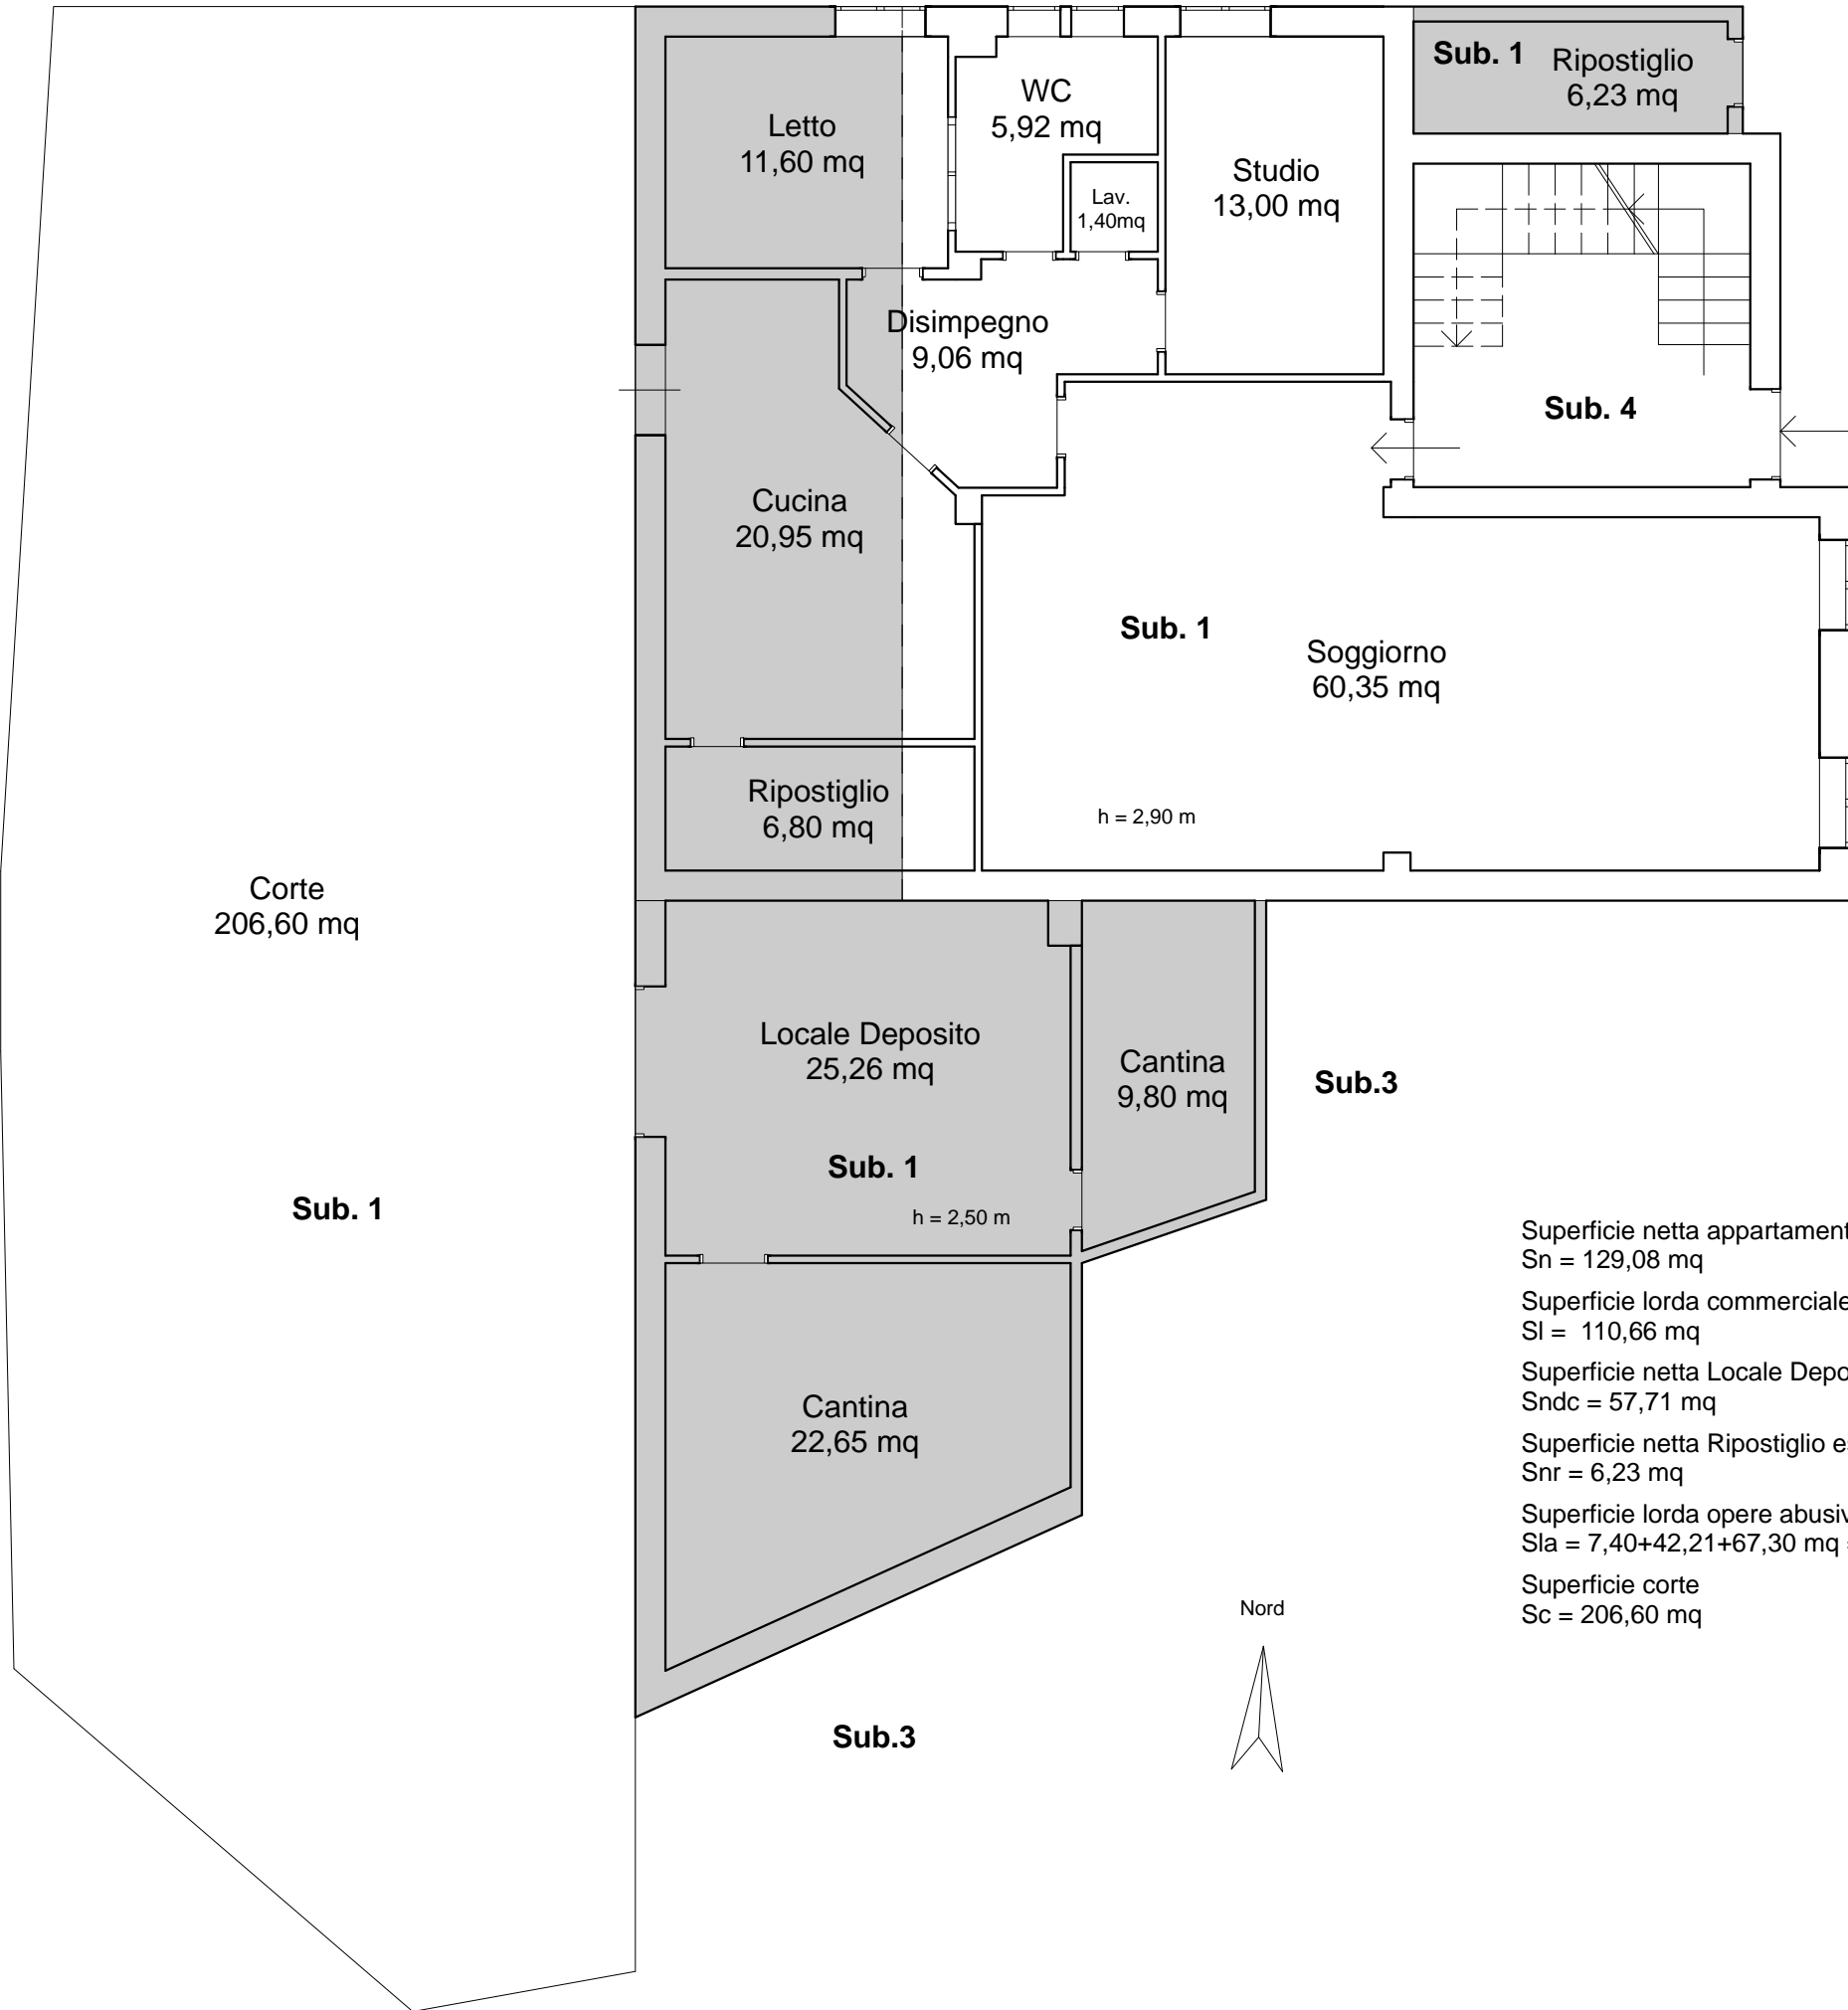 Sub. 1
Ripostiglio
6,23 mq
WC
5,92 mq
Letto
11,60 mq
Studio
13,00 mq
Lav.
1,40mq
Disimpegno
9,06 mq
Sub. 4
Cucina
20,95 mq
Sub. 1
Soggiorno
60,35 mq
Ripostiglio
6,80 mq
h = 2,90 m
Corte
206,60 mq
Locale Deposito
25,26 mq
Cantina
9,80 mq
Sub.3
Sub. 1
h = 2,50 m
Sub. 1
Cantina
22,65 mq
Superficie netta appartament
Sn = 129,08 mq
Superficie lorda commerciale
Sl = 110,66 mq
Superficie netta Locale Depo
Sndc = 57,71 mq
Superficie netta Ripostiglio e
Snr = 6,23 mq
Superficie lorda opere abusiv
Sla = 7,40+42,21+67,30 mq
Superficie corte
Sc = 206,60 mq
Nord
Sub.3